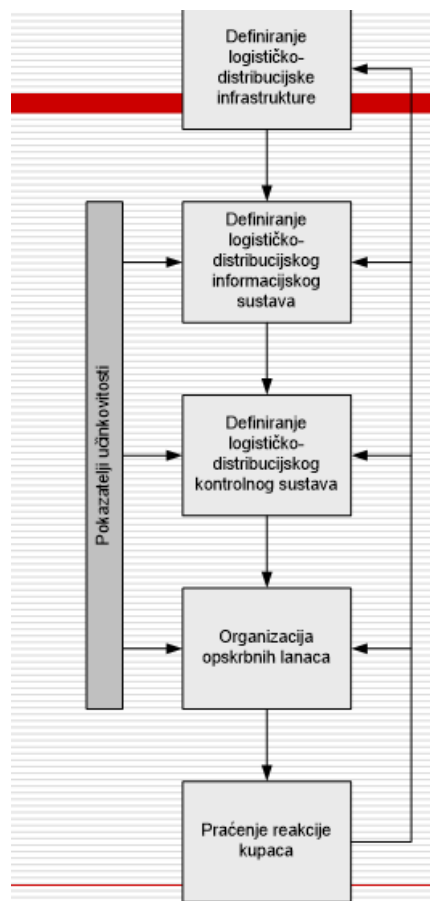 Definiranje
logističko-
distribucijske
infrastrukture
Definiranje
logističko-
distribucijskog
informacijskog
sustava
Pokazatelji učinkovitosti
Definiranje
logističko-
distribucijskog
kontrolnog sustava
Organizacija
opskrbnih lanaca
Praćenje reakcije
kupaca